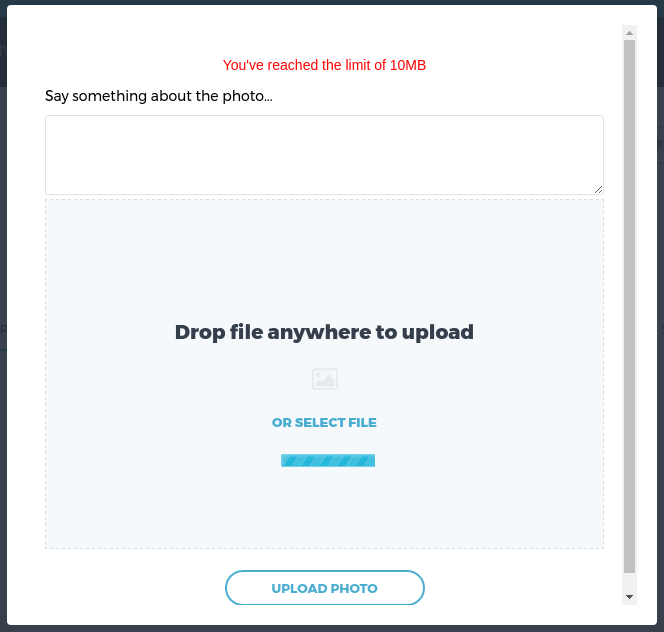 You've reached the limit of 10MB
Say something about the photo...
Drop file anywhere to upload
OR SELECT FILE
UPLOAD PHOTO